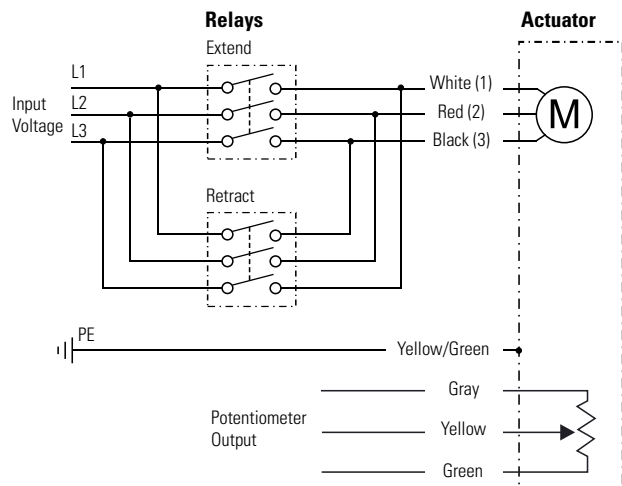 Relays
Actuator
Extend
L1
White (1)
Input
Voltage
L2
Red (2)
M
L3
Black (3)
Retract
PE
Yellow/Green
Gray
Potentiometer
Output
Yellow
Green